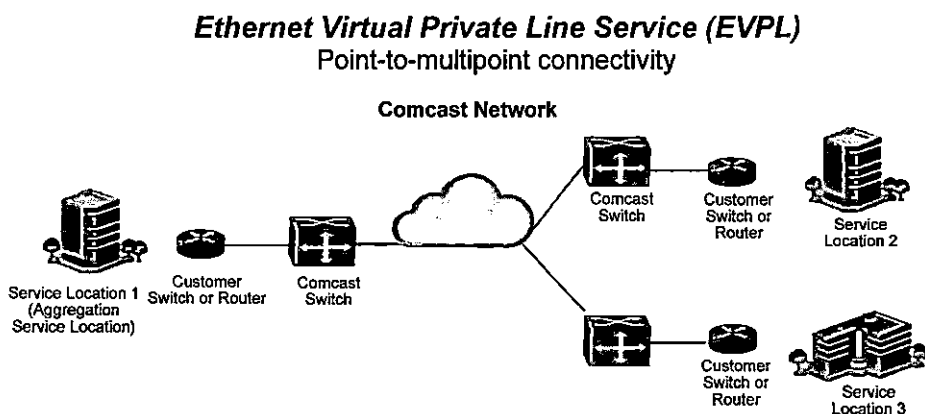 Ethernet Virtual Private Line Service (EVPL)
Point-to-multipoint connectivity
Comcast Network
Comcast
Switch
Customer
Switch or
Router
Service
Location 2
Service Location 1
(Aggregation
Service Location)
Customer
Switch or Router
Comcast
Switch
Customer
Switch or
Router
Service
Location 3